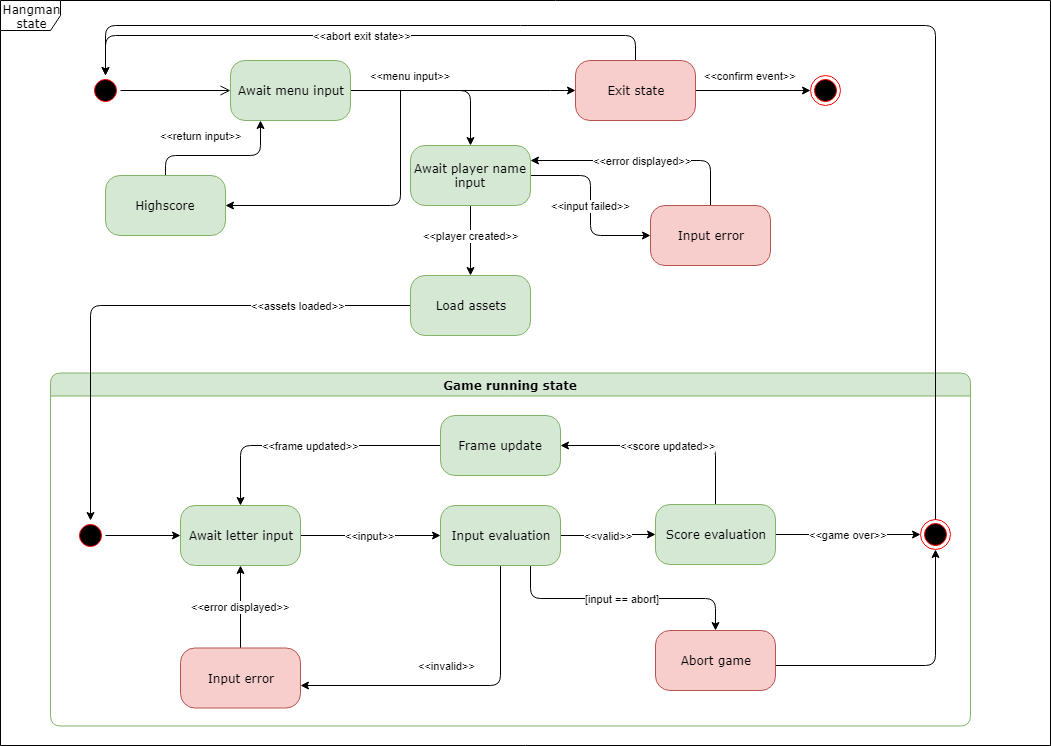 Hangman
state
<<abort exit state>>
Await menu input
<<menu input>>
Exit state
<<confirm event>>
<<return input>>
Highscore
Await player name
input
<<error displayed>>
<<input failed>>
Input error
<<player created>>
Load assets
<<assets loaded>>
Game running state
<<frame updated>>
Frame update
<<score updated>>
Await letter input
<<input>>
Input evaluation
<<valid>>
Score evaluation
<<game over>>
<<error displayed>>
[input == abort]
Input error
<<invalid>>
Abort game